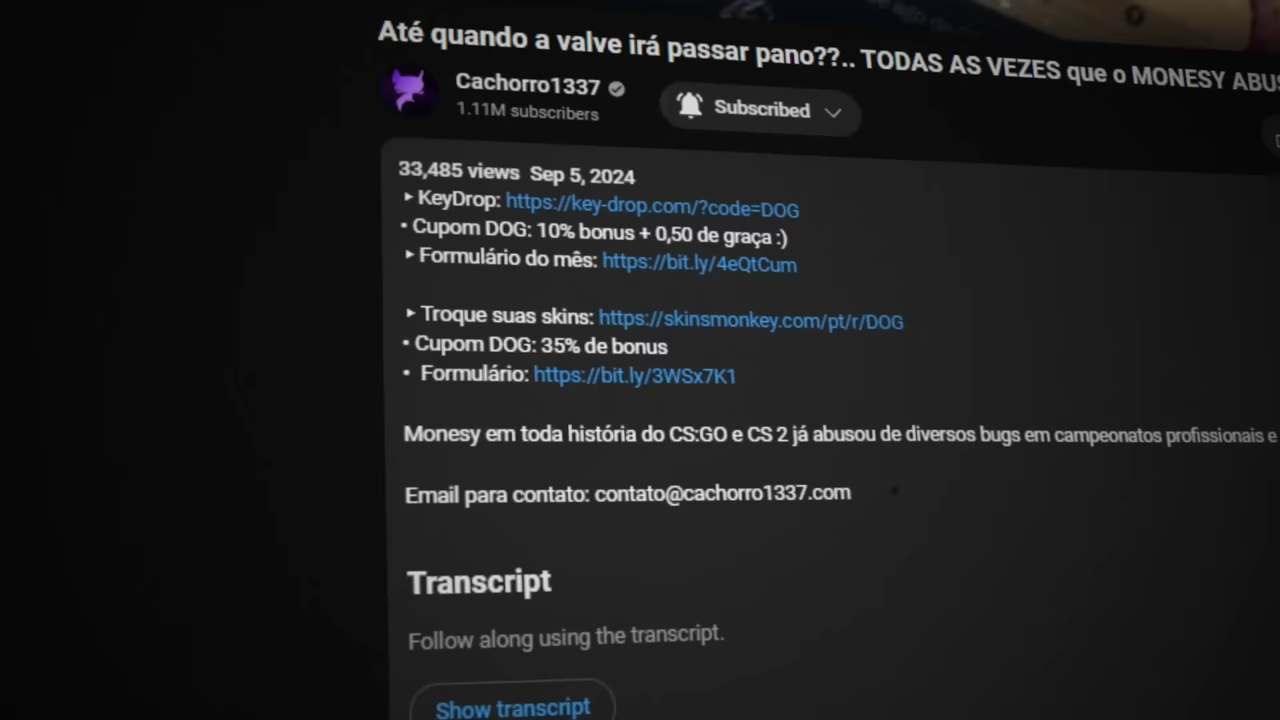 Até quando a valve irá passar pano??.. TODAS AS VEZES que o MONESY
Cachorro1337
1.11M subscribers
Subscribed
33,485 views Sep 5, 2024
▸ KeyDrop: https://key-drop.com/?code=DOG
• Cupom DOG: 10% bonus + 0,50 de graça :)
▸ Formulário do mês: https://bit.ly/4eQtCum
▸ Troque suas skins: https://skinsmonkey.com/pt/r/DOG
• Cupom DOG: 35% de bonus
• Formulário: https://bit.ly/3WSx7K1
Monesy em toda história do CS:GO e CS 2 já abusou de diversos bugs em campeonatos profissionais e
Email para contato: contato@cachorro1337.com
Transcript
Follow along using the transcript.
Show transcript